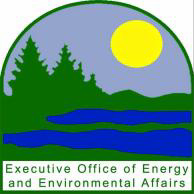 Executive Office of Energy
and Environmental Affairs